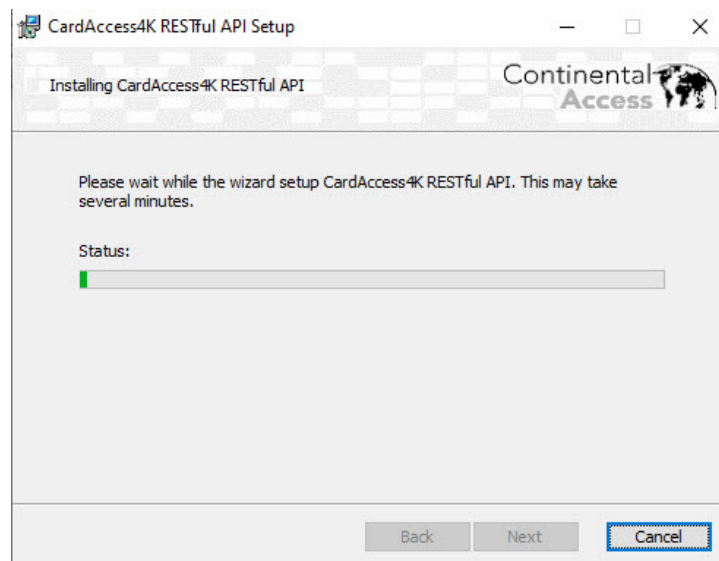 CardAccess4K RESTful API Setup
Installing CardAccess4K RESTful API
Continental
Access
Please wait while the wizard setup CardAccess4K RESTful API. This may take
several minutes.
Status:
Back Next Cancel